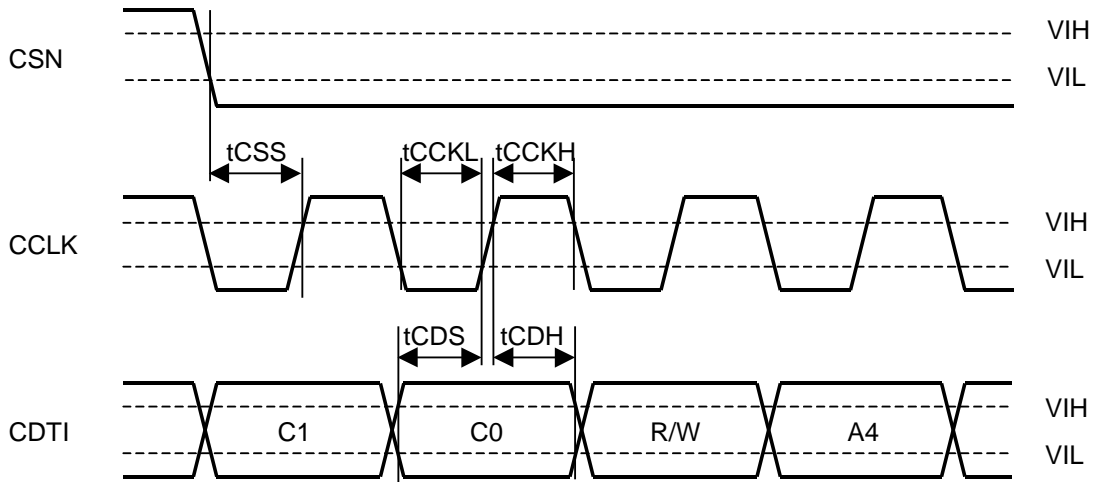 CSN
VIH
VIL
tCSS
tCCKL
tCCKH
CCLK
VIH
VIL
tCDS
tCDH
CDTI
C1
C0
R/W
A4
VIH
VIL